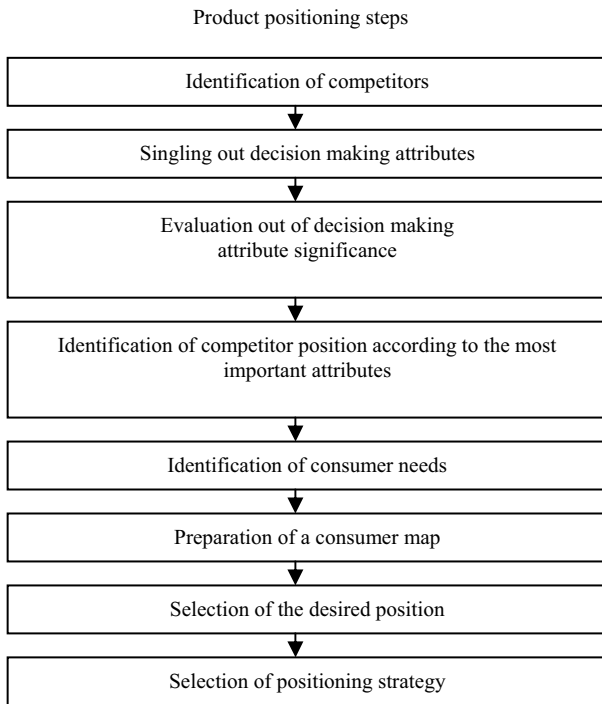 Product positioning steps
Identification of competitors
Singling out decision making attributes
Evaluation out of decision making
attribute significance
Identification of competitor position according to the most
important attributes
Identification of consumer needs
Preparation of a consumer map
Selection of the desired position
Selection of positioning strategy